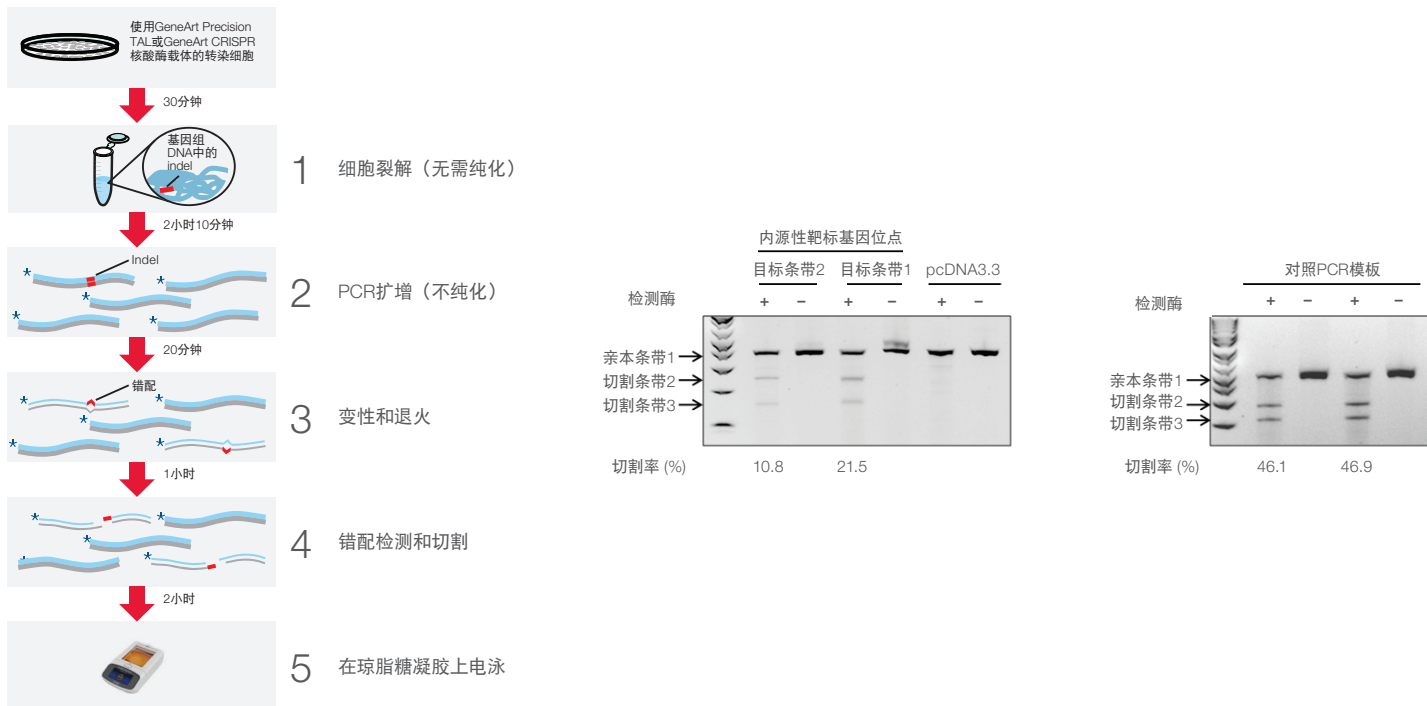 使用GeneArt Precision
TAL或GeneArt CRISPR
核酸酶载体的转染细胞
30分钟
基因组
DNA中的
indel
1 细胞裂解（无需纯化）
2小时10分钟
Indel
2 PCR扩增（不纯化）
20分钟
错配
3 变性和退火
1小时
4 错配检测和切割
2小时
5 在琼脂糖凝胶上电泳
内源性靶标基因位点
目标条带2 目标条带1 pcDNA3.3
检测酶 + − + − + −
亲本条带1
切割条带2
切割条带3
切割率 (%) 10.8 21.5
对照PCR模板
检测酶 + − + −
亲本条带1
切割条带2
切割条带3
切割率 (%) 46.1 46.9